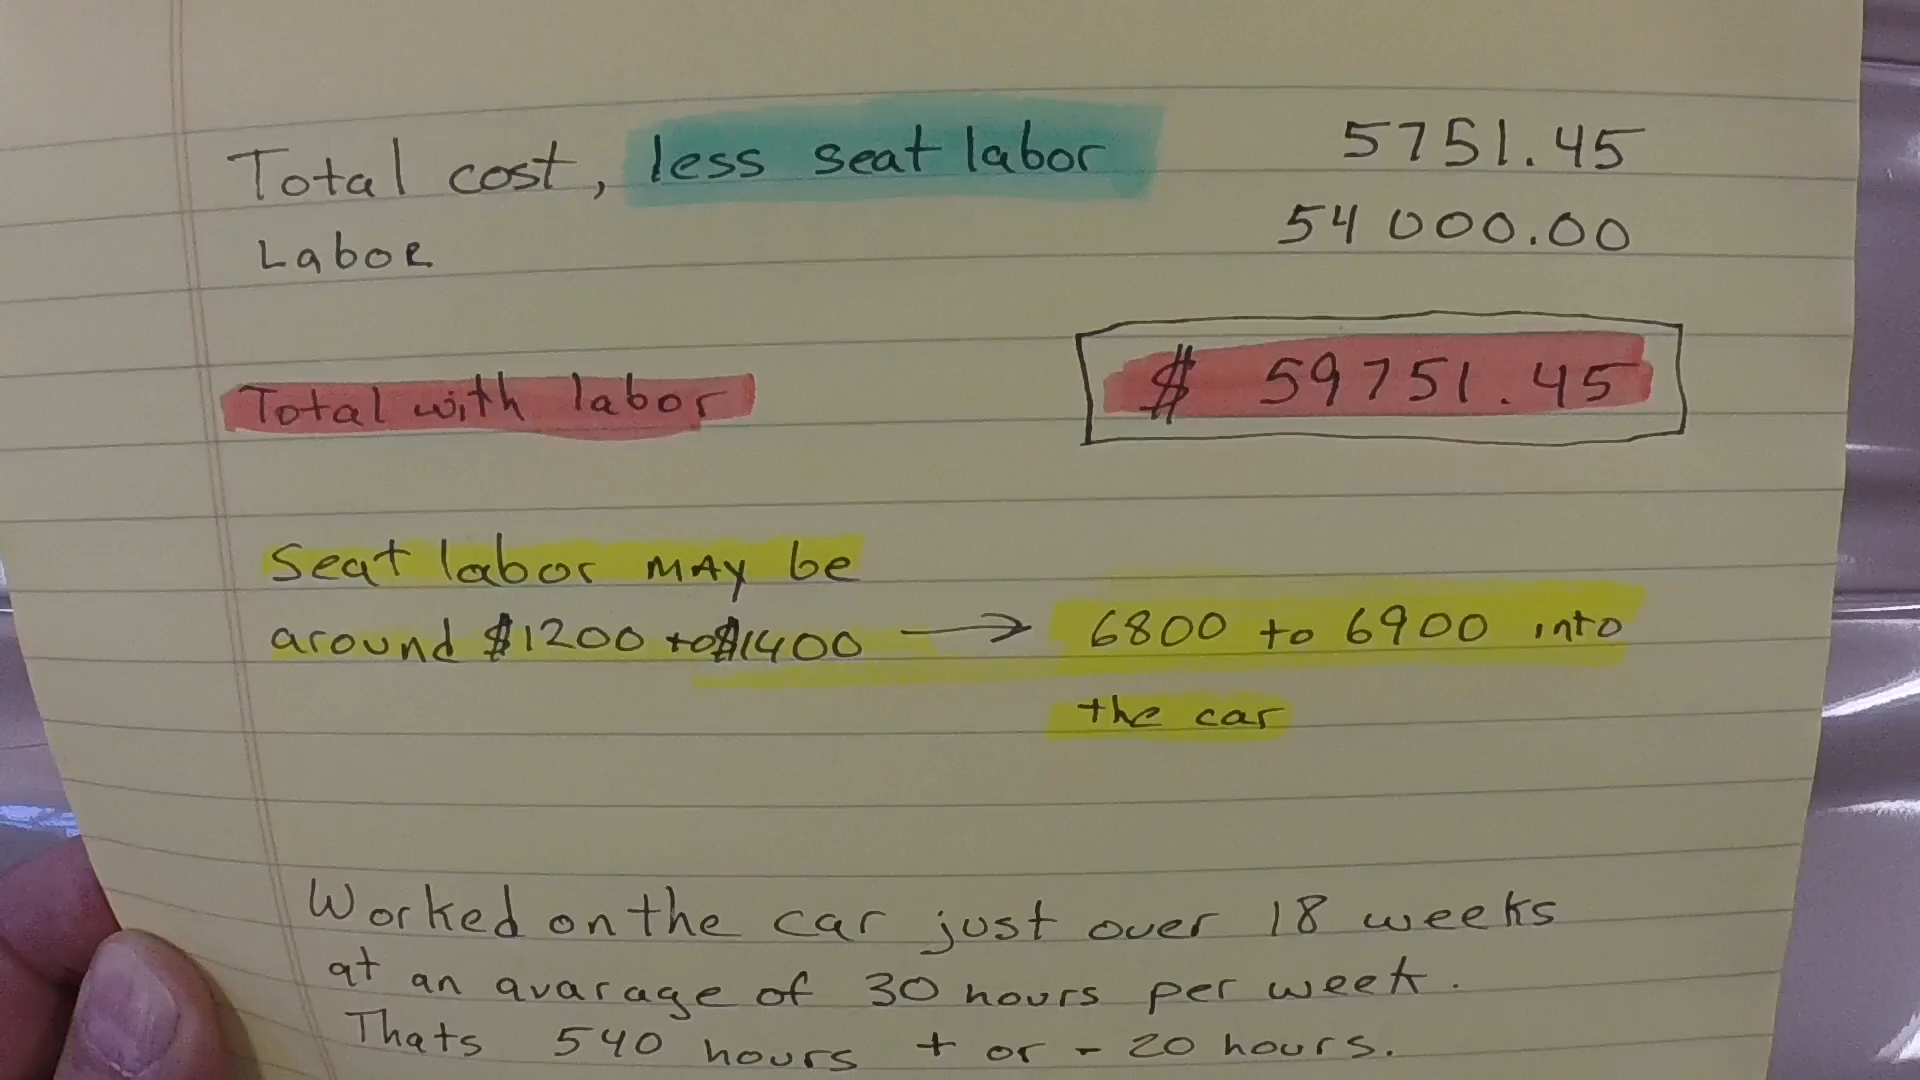 Total cost, less seat labor 5751.45
Labor 54000.00
Total with labor $ 59751.45
Seat labor MAY be
around $1200 to $1400 → 6800 to 6900 into
the car
Worked on the car just over 18 weeks
at an avarage of 30 hours per week.
Thats 540 hours + or - 20 hours.